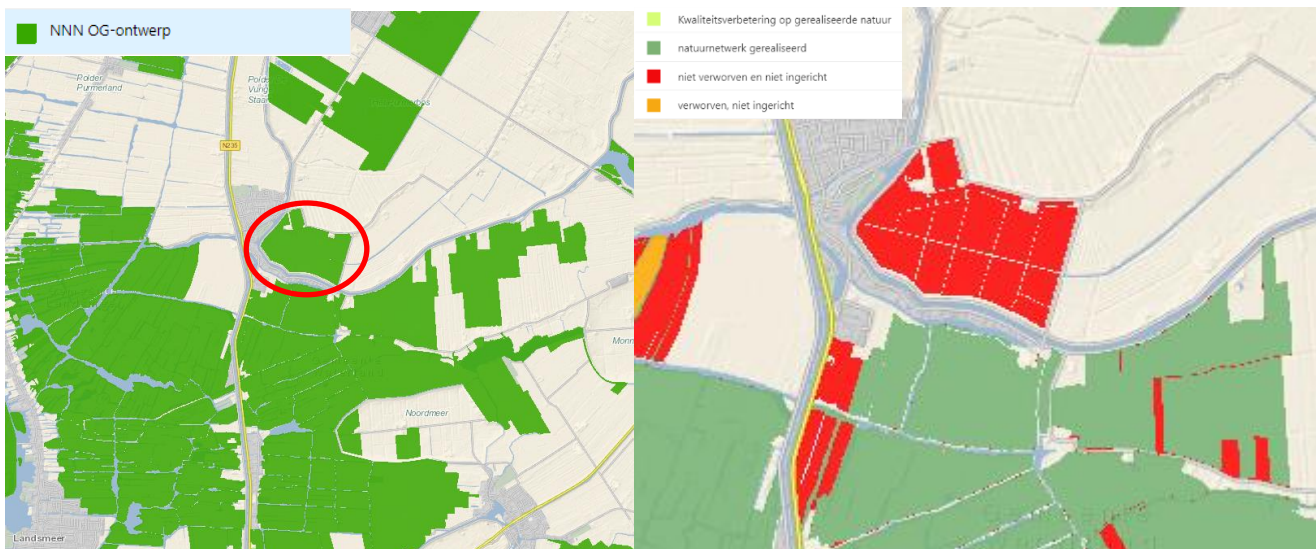 NNN OG-ontwerp
Polder
Purmerland
N235
Noordmeer
Landsmeer
Kwaliteitsverbetering op gerealiseerde natuur
natuurnetwerk gerealiseerd
niet verworven en niet ingericht
verworven, niet ingericht